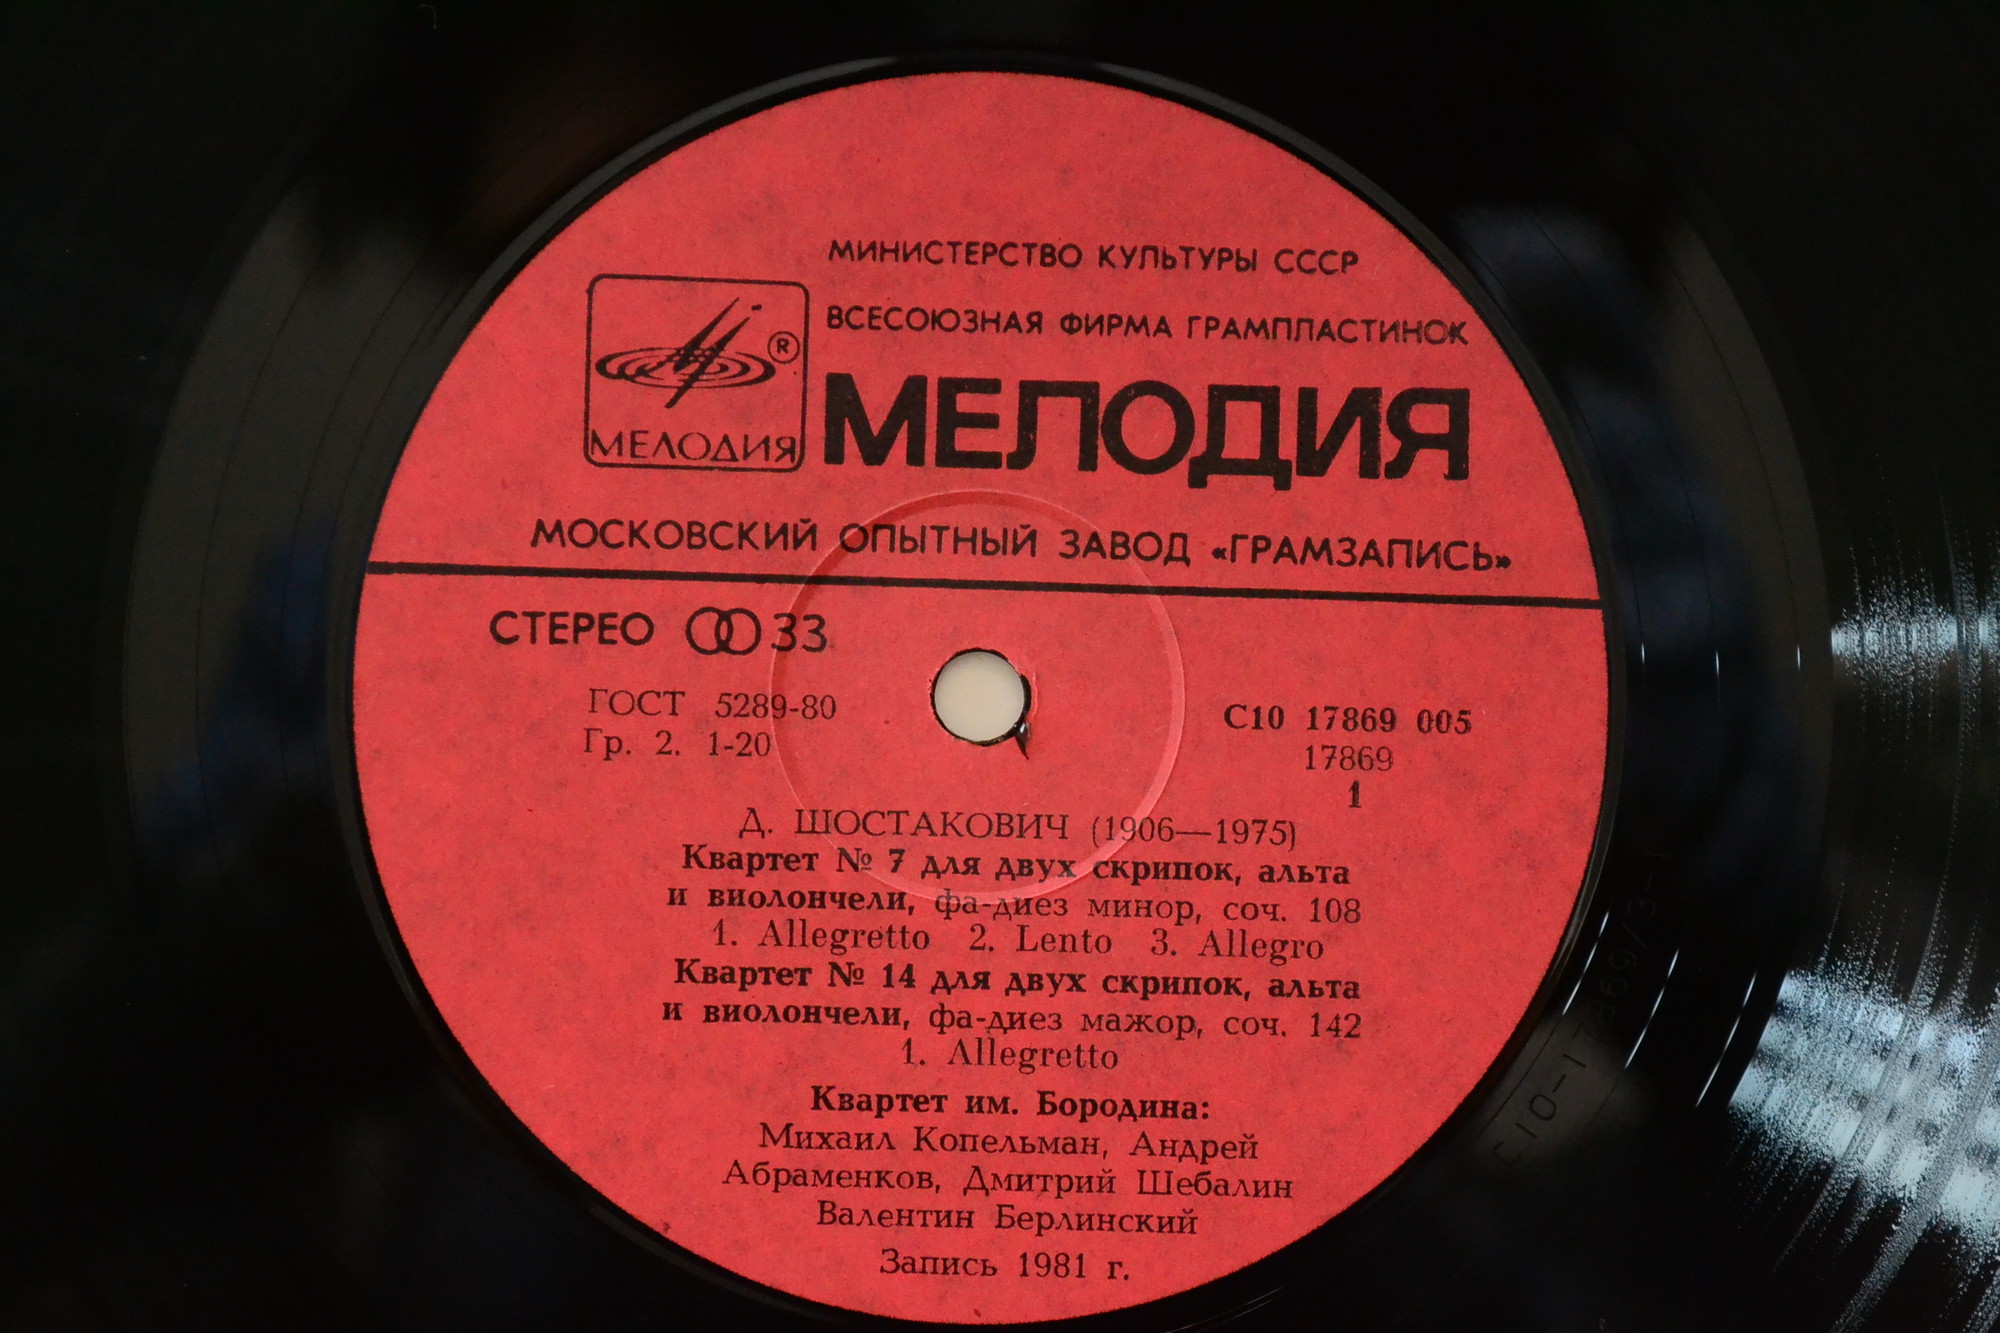 МИНИСТЕРСТВО КУЛЬТУРЫ СССР
ВСЕСОЮЗНАЯ ФИРМА ГРАМПЛАСТИНОК
МЕЛОДИЯ ® МЕЛОДИЯ
МОСКОВСКИЙ ОПЫТНЫЙ ЗАВОД «ГРАМЗАПИСЬ»
СТЕРЕО 33
ГОСТ 5289-80
Гр. 2. 1-20
С10 17869 005
17869
1
Д. ШОСТАКОВИЧ (1906—1975)
Квартет № 7 для двух скрипок, альта
и виолончели, фа-диез минор, соч. 108
1. Allegretto 2. Lento 3. Allegro
Квартет № 14 для двух скрипок, альта
и виолончели, фа-диез мажор, соч. 142
1. Allegretto
Квартет им. Бородина:
Михаил Копельман, Андрей
Абраменков, Дмитрий Шебалин
Валентин Берлинский
Запись 1981 г.
С10-17869/3-1